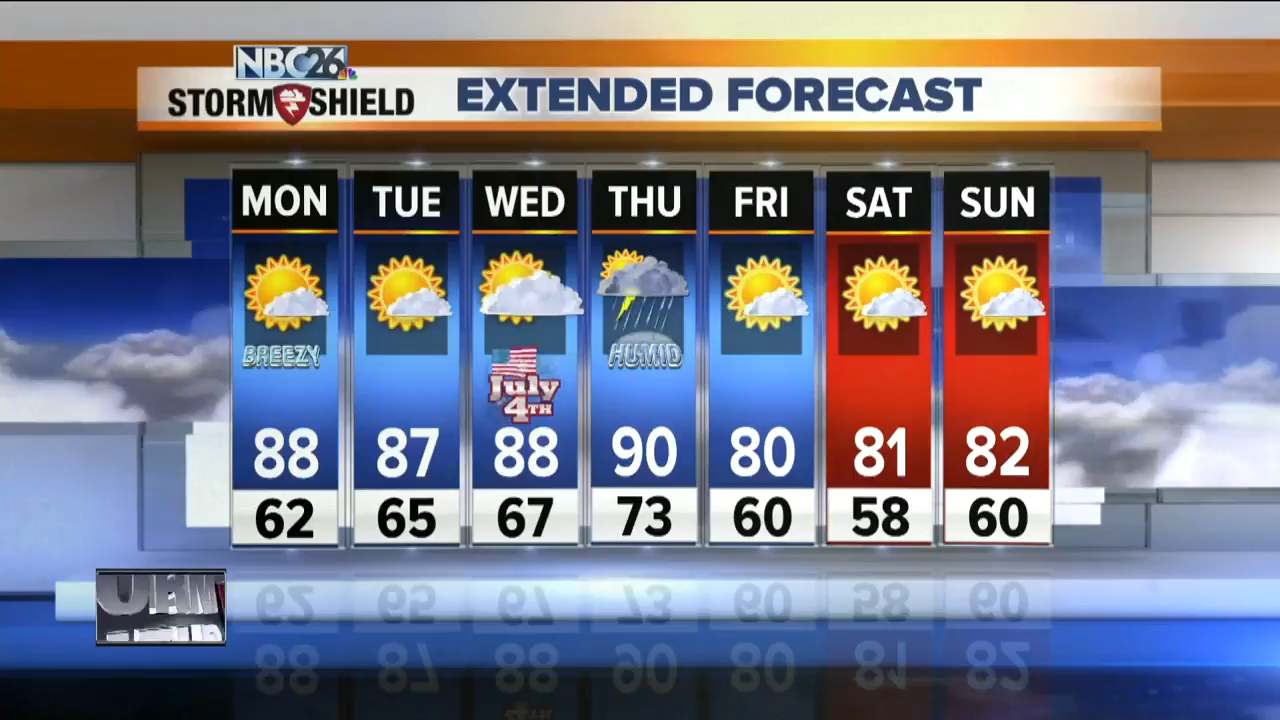 NBC26
STORM SHIELD
EXTENDED FORECAST
MON TUE WED THU FRI SAT SUN
BREEZY HUMID
July
4TH
88 87 88 90 80 81 82
62 65 67 73 60 58 60